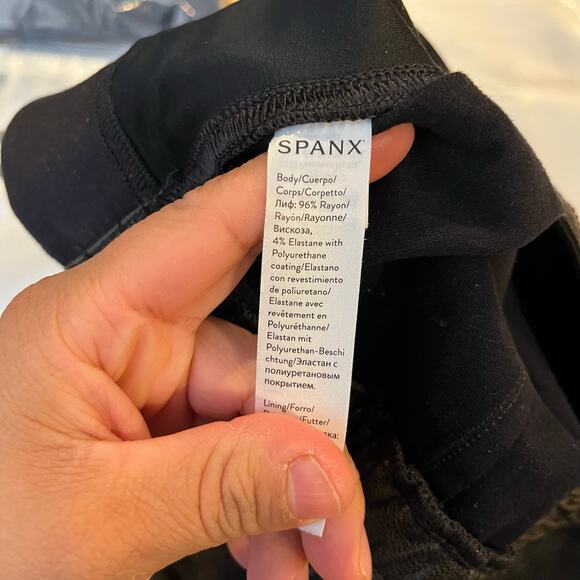 SPANX
Body/Cuerpo/
Corps/Corpetto/
Лиф: 96% Rayon/
Rayón/Rayonne/
Вискоза,
4% Elastane with
Polyurethane
coating/Elastano
con revestimiento
de poliuretano/
Elastane avec
revêtement en
Polyuréthanne/
Elastan mit
Polyurethan-Beschi
chtung/Эластан с
полиуретановым
покрытием.
Lining/Forro/
/Futter/